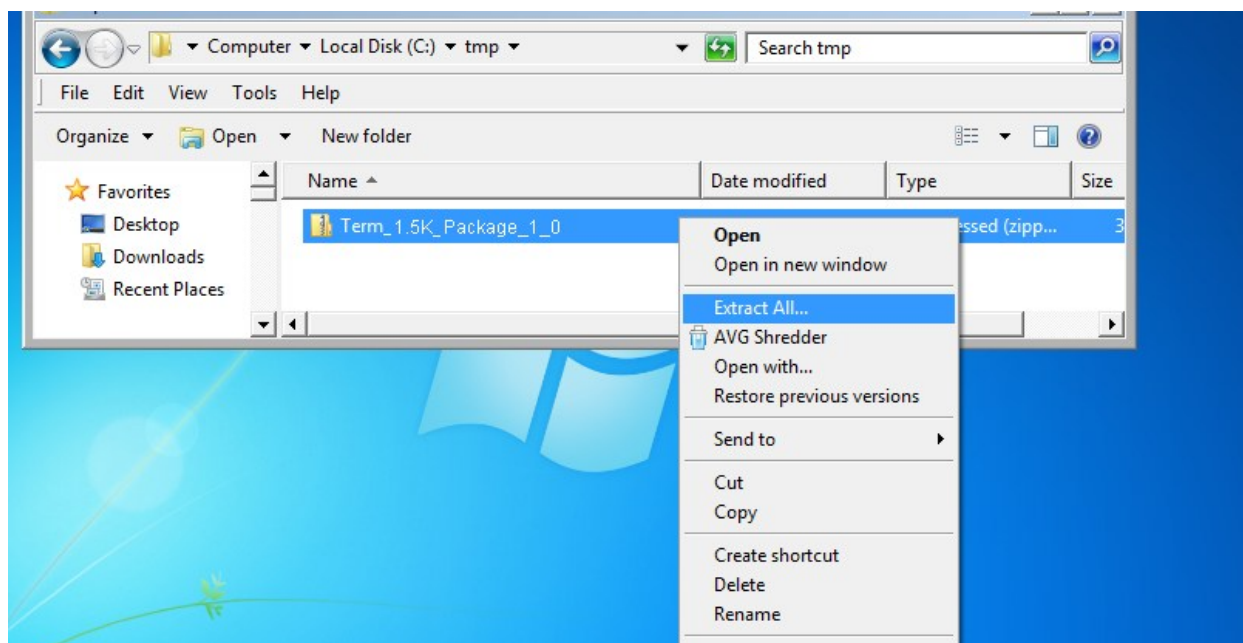 Computer Local Disk (C:) tmp Search tmp
File Edit View Tools Help
Organize Open New folder
Favorites
Desktop
Downloads
Recent Places
Name Date modified Type Size
Term_1.5K_Package_1_0 essed (zipp... 3
Open
Open in new window
Extract All...
AVG Shredder
Open with...
Restore previous versions
Send to
Cut
Copy
Create shortcut
Delete
Rename